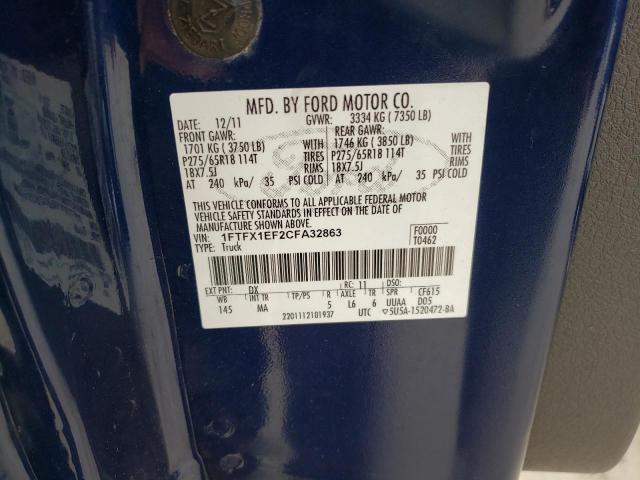 MFD. BY FORD MOTOR CO.
DATE: 12/11 GVWR: 3334 KG ( 7350 LB)
FRONT GAWR: REAR GAWR:
1701 KG ( 3750 LB) WITH 1746 KG ( 3850 LB) WITH
P275/65R18 114T TIRES P275/65R18 114T TIRES
18X7.5J RIMS 18X7.5J RIMS
AT 240 kPa/ 35 PSI COLD AT 240 kPa/ 35 PSI COLD
THIS VEHICLE CONFORMS TO ALL APPLICABLE FEDERAL MOTOR
VEHICLE SAFETY STANDARDS IN EFFECT ON THE DATE OF
MANUFACTURE SHOWN ABOVE.
VIN: 1FTFX1EF2CFA32863 F0000
TYPE: Truck T0462
EXT PNT: DX RC: 11 DSO: CF615
WB INT TR TP/PS R AXLE TR SPR
145 MA 5 L6 6 UUAA D05
2201112101937 UTC ▽5U5A-1520472-BA